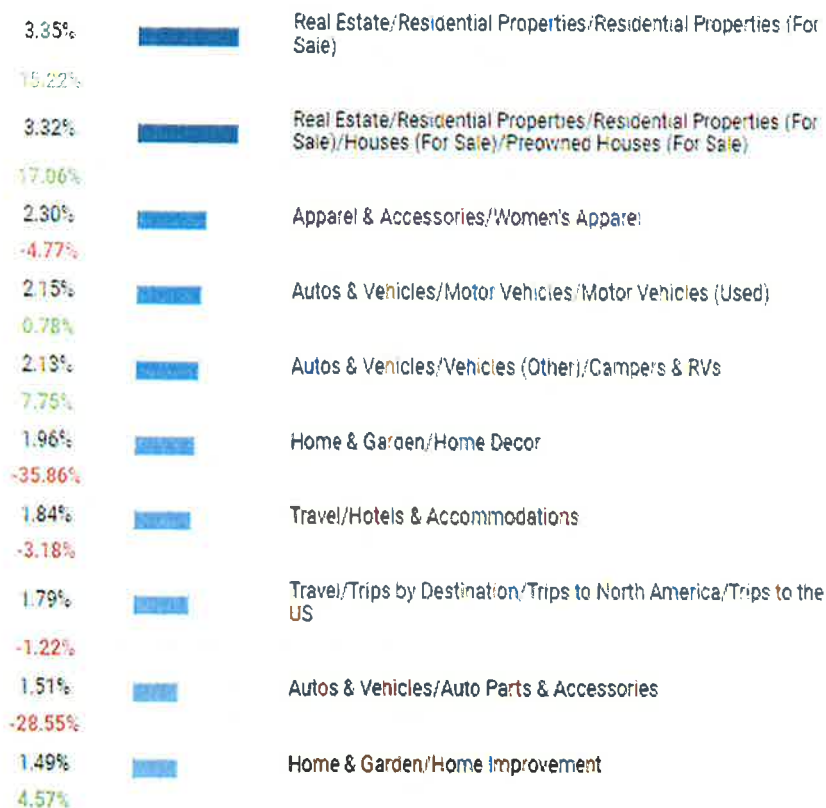 3.35%
Real Estate/Residential Properties/Residential Properties (For
Sale)
15.22%
3.32%
Real Estate/Residential Properties/Residential Properties (For
Sale)/Houses (For Sale)/Preowned Houses (For Sale)
17.06%
2.30%
Apparel & Accessories/Women's Apparel
-4.77%
2.15%
Autos & Vehicles/Motor Vehicles/Motor Vehicles (Used)
0.78%
2.13%
Autos & Vehicles/Vehicles (Other)/Campers & RVs
7.75%
1.96%
Home & Garden/Home Decor
-35.86%
1.84%
Travel/Hotels & Accommodations
-3.18%
1.79%
Travel/Trips by Destination/Trips to North America/Trips to the
US
-1.22%
1.51%
Autos & Vehicles/Auto Parts & Accessories
-28.55%
1.49%
Home & Garden/Home Improvement
4.57%